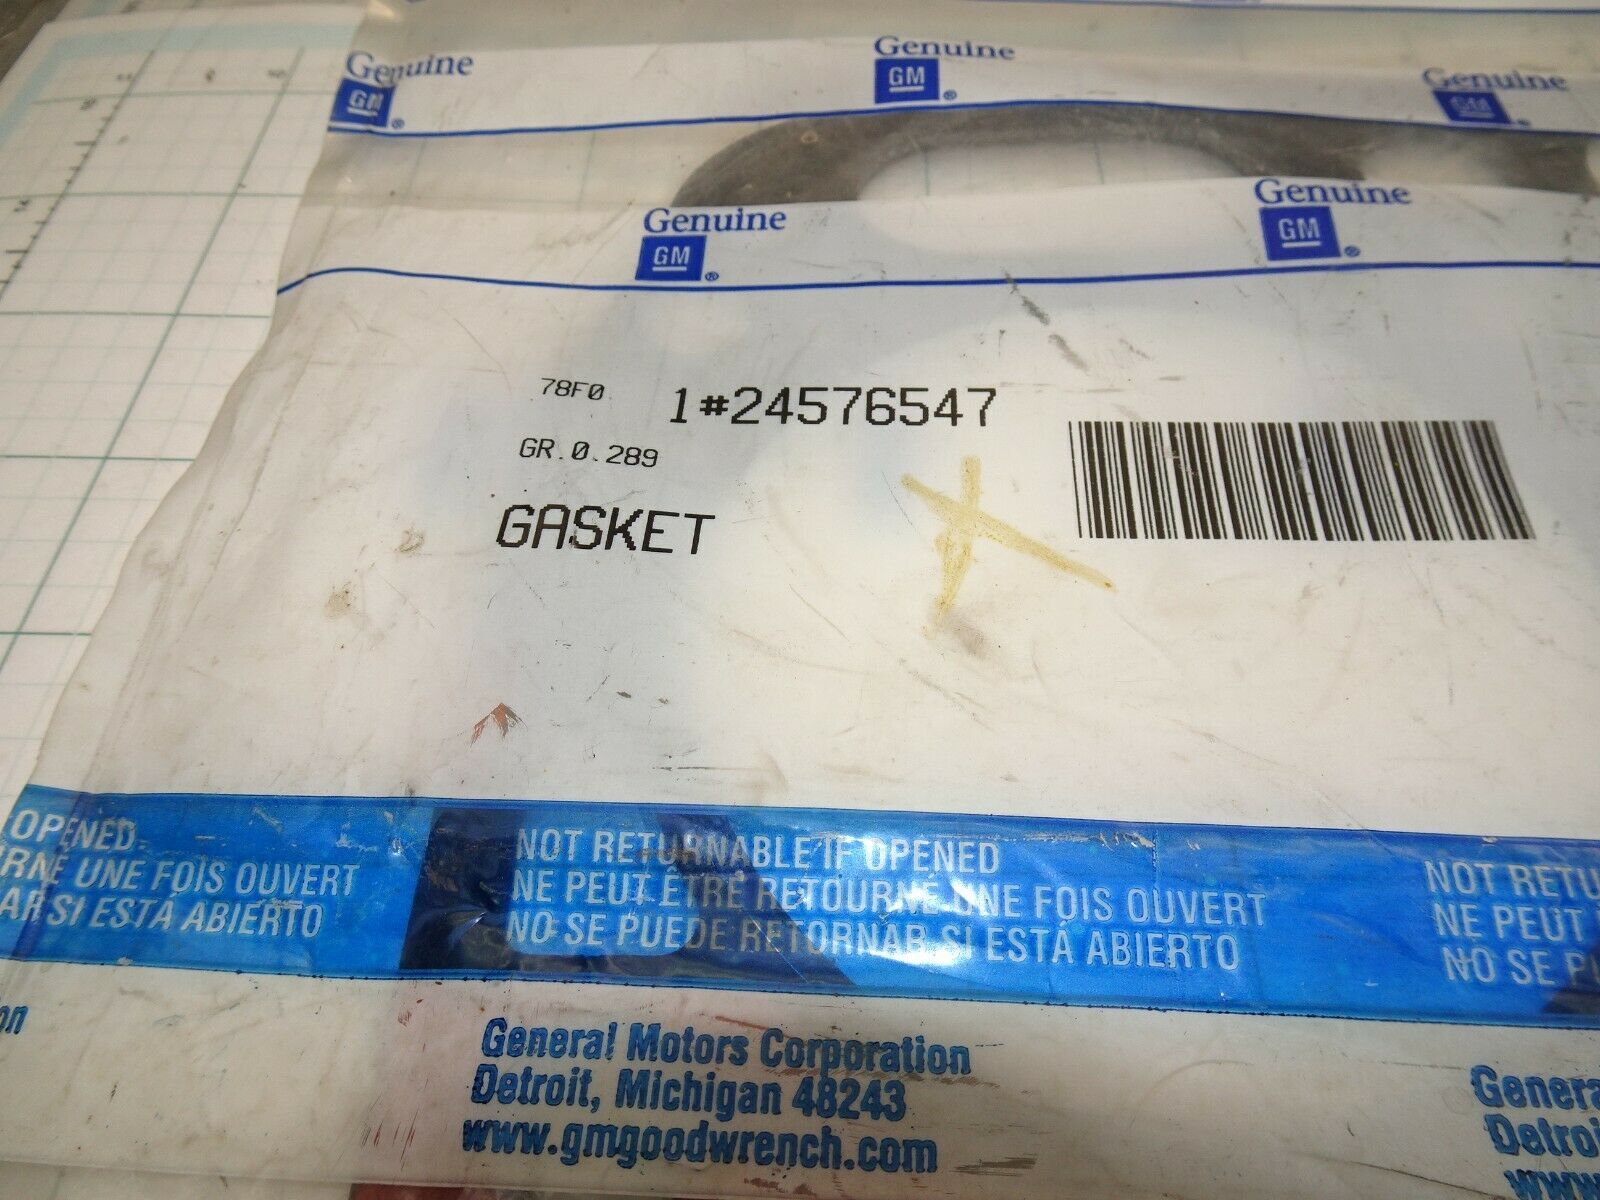 Genuine
GM
®
Genuine
GM
®
Genuine
GM
®
Genuine
GM
®
Genuine
GM
®
78F0 1#24576547
GR.0.289
GASKET
OPENED
UNE FOIS OUVERT
SI ESTÁ ABIERTO
NOT RETURNABLE IF OPENED
NE PEUT ÊTRE RETOURNÉ UNE FOIS OUVERT
NO SE PUEDE RETORNAR SI ESTÁ ABIERTO
NOT RETU
NE PEUT
NO SE P
on
General Motors Corporation
Detroit, Michigan 48243
www.gmgoodwrench.com
Genera
Detroi
www